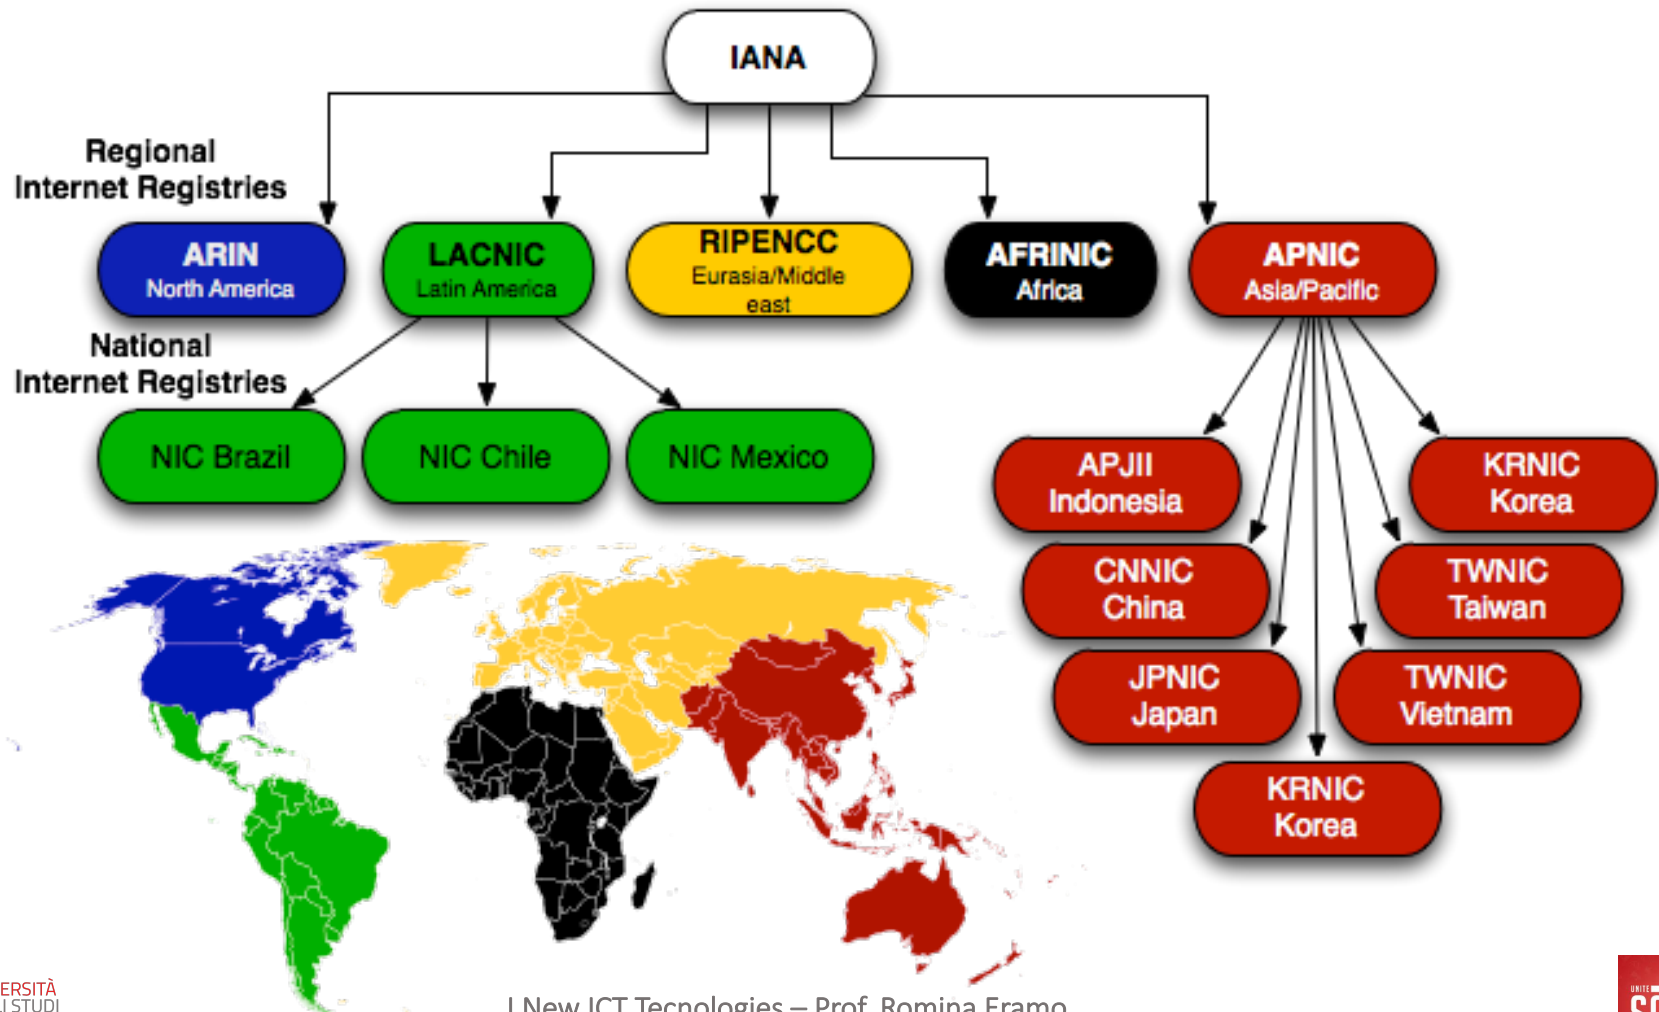 IANA
Regional
Internet Registries
ARIN
North America
LACNIC
Latin America
RIPENCC
Eurasia/Middle
east
AFRINIC
Africa
APNIC
Asia/Pacific
National
Internet Registries
NIC Brazil
NIC Chile
NIC Mexico
APJII
Indonesia
KRNIC
Korea
CNNIC
China
TWNIC
Taiwan
JPNIC
Japan
TWNIC
Vietnam
KRNIC
Korea
ERSITÀ
LI STUDI
| New ICT Tecnologies – Prof. Romina Eramo
UNITE